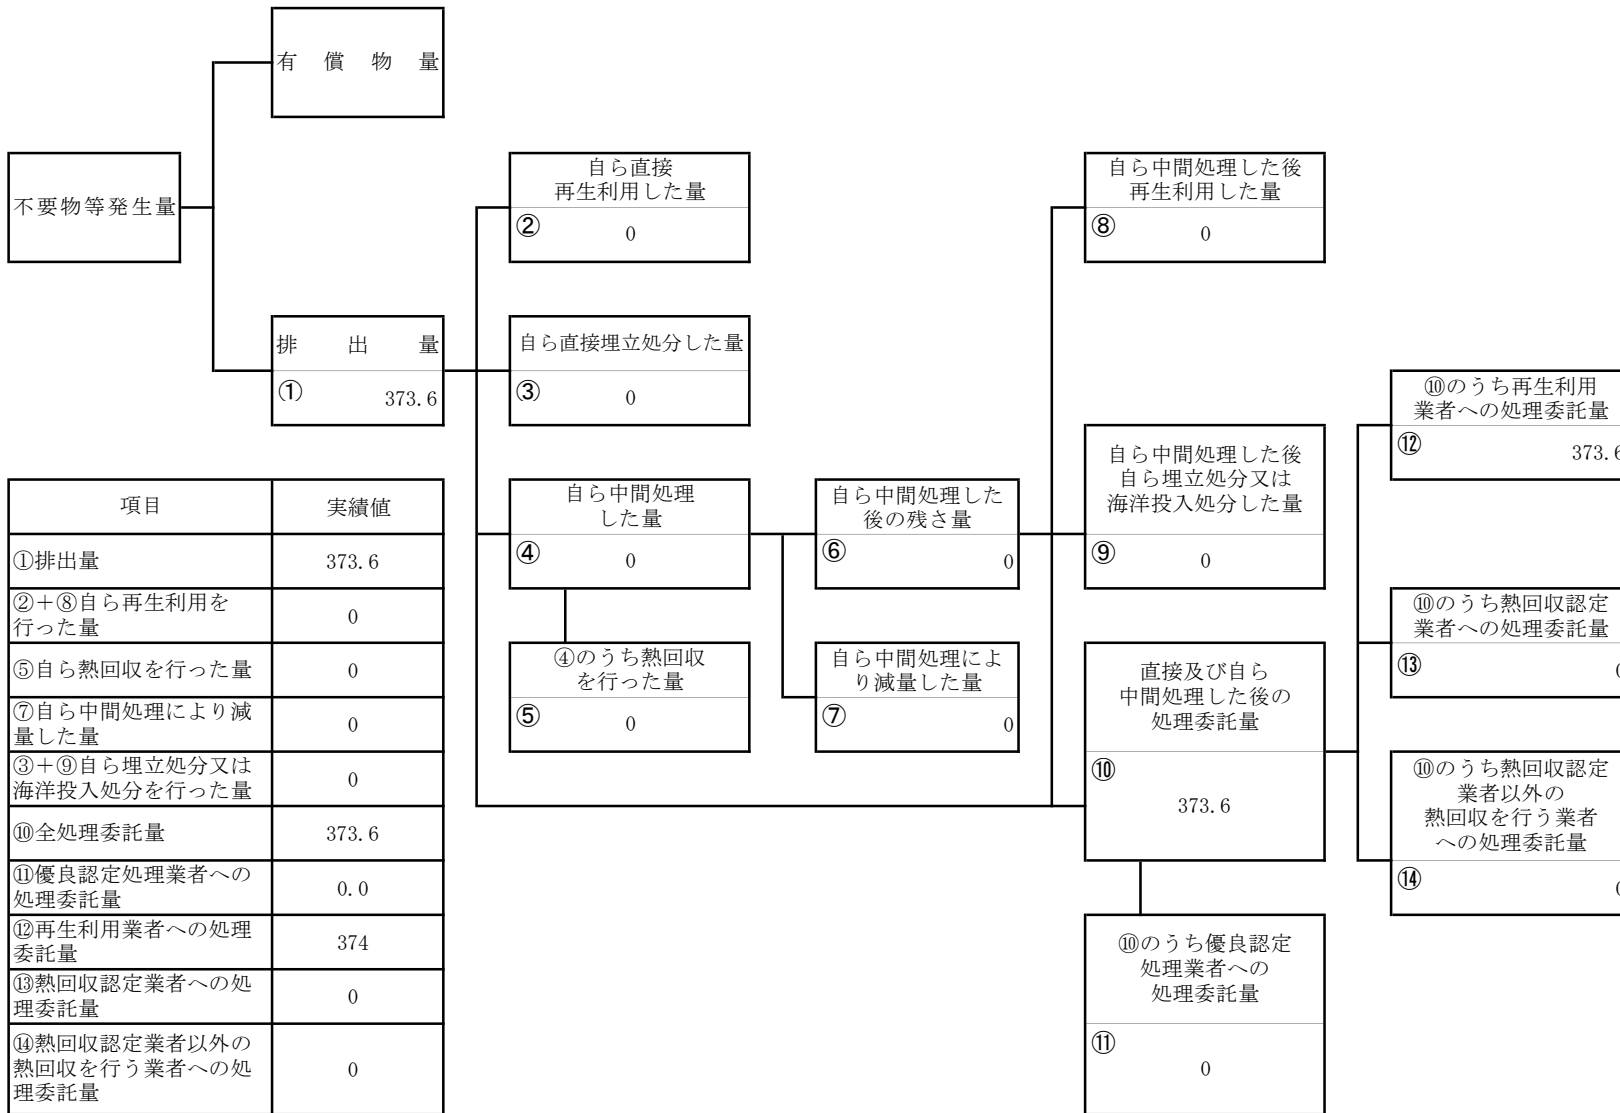 有償物量
不要物等発生量
排出量
① 373.6
自ら直接
再生利用した量
② 0
自ら直接埋立処分した量
③ 0
自ら中間処理
した量
④ 0
④のうち熱回収
を行った量
⑤ 0
自ら中間処理した
後の残さ量
⑥ 0
自ら中間処理によ
り減量した量
⑦ 0
自ら中間処理した後
再生利用した量
⑧ 0
自ら中間処理した後
自ら埋立処分又は
海洋投入処分した量
⑨ 0
直接及び自ら
中間処理した後の
処理委託量
⑩
373.6
⑩のうち優良認定
処理業者への
処理委託量
⑪
0
⑩のうち再生利用
業者への処理委託量
⑫ 373.6
⑩のうち熱回収認定
業者への処理委託量
⑬ 0
⑩のうち熱回収認定
業者以外の
熱回収を行う業者
への処理委託量
⑭ 0
項目 実績値
①排出量 373.6
②+⑧自ら再生利用を
行った量 0
⑤自ら熱回収を行った量 0
⑦自ら中間処理により減
量した量 0
③+⑨自ら埋立処分又は
海洋投入処分を行った量 0
⑩全処理委託量 373.6
⑪優良認定処理業者への
処理委託量 0.0
⑫再生利用業者への処理
委託量 374
⑬熱回収認定業者への処
理委託量 0
⑭熱回収認定業者以外の
熱回収を行う業者への処
理委託量 0